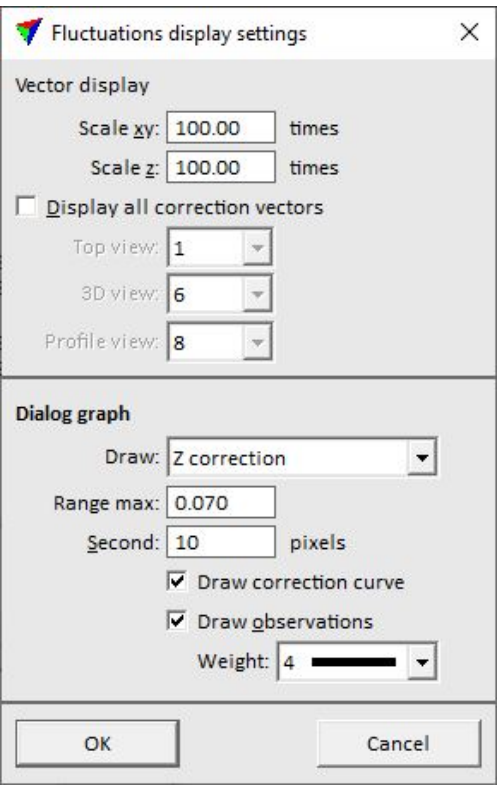 Fluctuations display settings
Vector display
Scale xy: 100.00 times
Scale z: 100.00 times
Display all correction vectors
Top view: 1
3D view: 6
Profile view: 8
Dialog graph
Draw: Z correction
Range max: 0.070
Second: 10 pixels
Draw correction curve
Draw observations
Weight: 4
OK Cancel